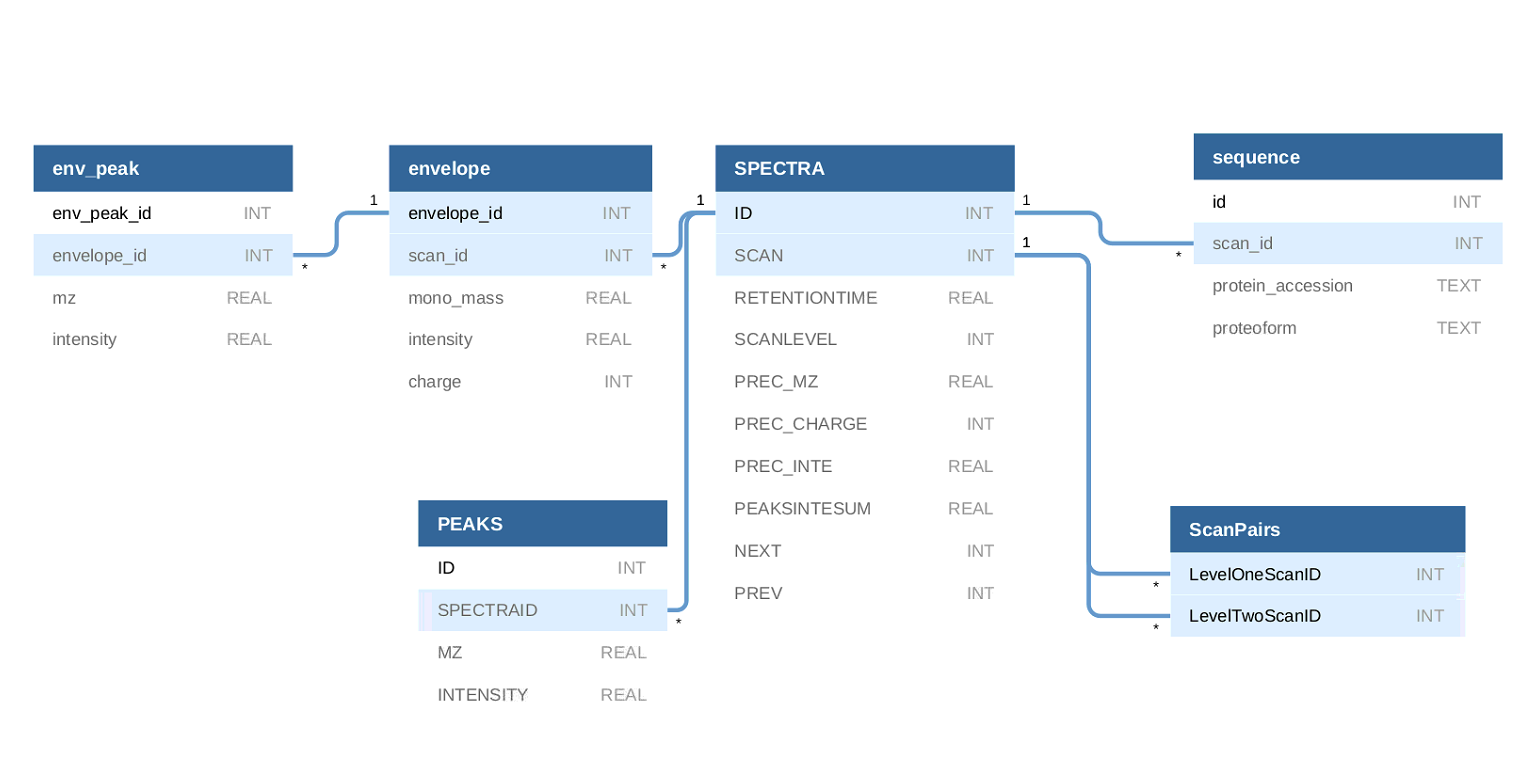 env_peak
env_peak_id INT
envelope_id INT
mz REAL
intensity REAL
1
*
envelope
envelope_id INT
scan_id INT
mono_mass REAL
intensity REAL
charge INT
1
*
PEAKS
ID INT
SPECTRAID INT
MZ REAL
INTENSITY REAL
*
SPECTRA
ID INT
SCAN INT
RETENTIONTIME REAL
SCANLEVEL INT
PREC_MZ REAL
PREC_CHARGE INT
PREC_INTE REAL
PEAKSINTESUM REAL
NEXT INT
PREV INT
1
1
*
sequence
id INT
scan_id INT
protein_accession TEXT
proteoform TEXT
ScanPairs
LevelOneScanID INT
LevelTwoScanID INT
*
*